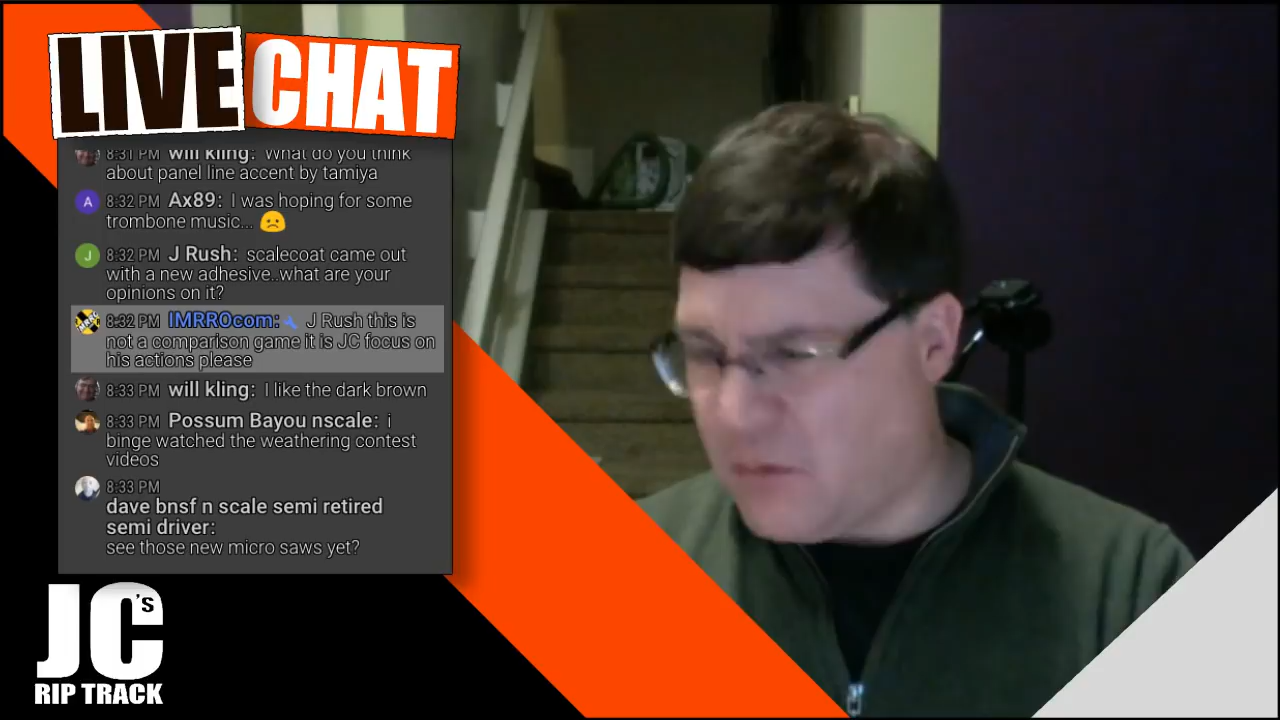 LIVE CHAT
8:31 PM will kling: What do you think
about panel line accent by tamiya
A 8:32 PM Ax89: I was hoping for some
trombone music...
J 8:32 PM J Rush: scalecoat came out
with a new adhesive..what are your
opinions on it?
8:32 PM IMRROcom: J Rush this is
not a comparison game it is JC focus on
his actions please
8:33 PM will kling: I like the dark brown
8:33 PM Possum Bayou nscale: i
binge watched the weathering contest
videos
8:33 PM
dave bnsf n scale semi retired
semi driver:
see those new micro saws yet?
JC's
RIP TRACK